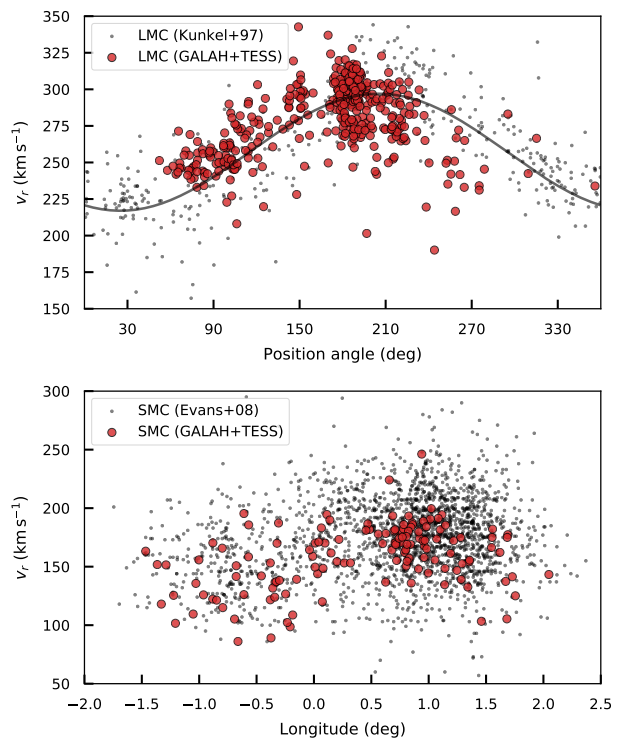 350
325
300
275
250
225
200
175
150
v_r (km s⁻¹)
LMC (Kunkel+97)
LMC (GALAH+TESS)
30 90 150 210 270 330
Position angle (deg)
300
250
200
150
100
50
v_r (km s⁻¹)
SMC (Evans+08)
SMC (GALAH+TESS)
−2.0 −1.5 −1.0 −0.5 0.0 0.5 1.0 1.5 2.0 2.5
Longitude (deg)